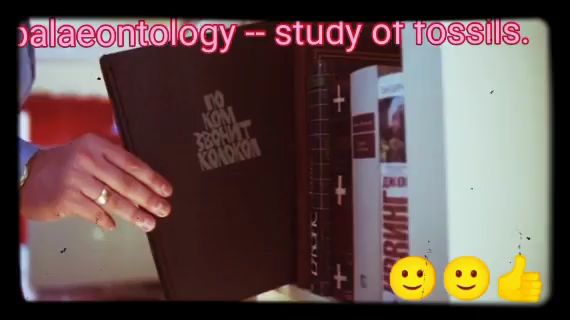 palaeontology -- study of fossils.
ПО
КОМ
ЗВОНИТ
КОЛОКОЛ
ДЖОН
ИРВИНГ